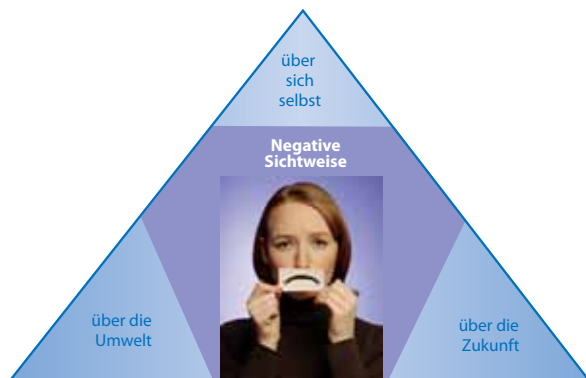 über
sich
selbst
Negative
Sichtweise
über die
Umwelt
über die
Zukunft